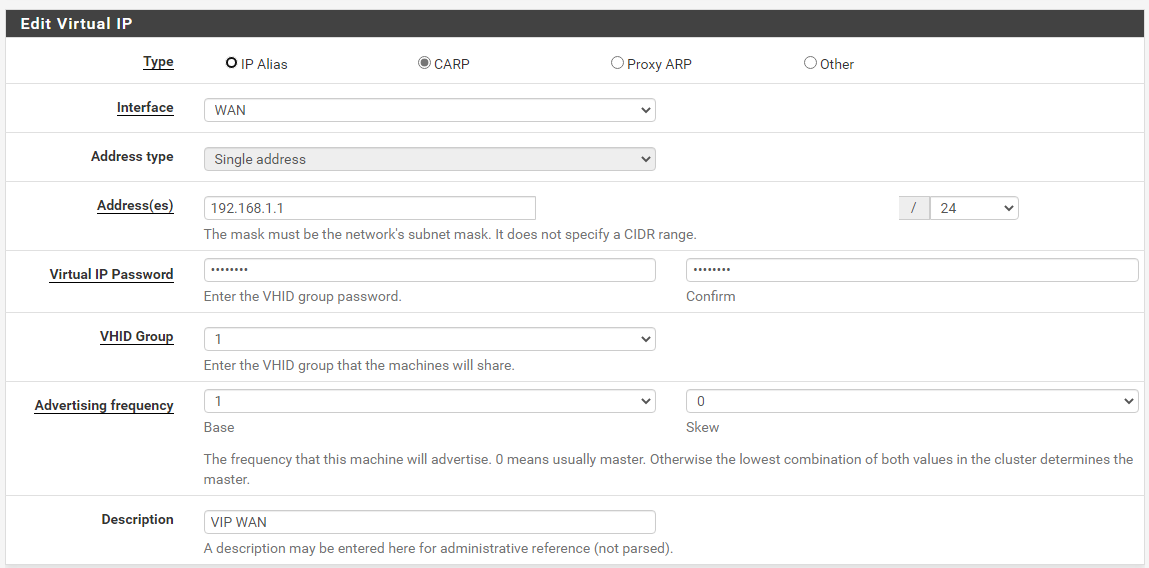 Edit Virtual IP
Type IP Alias CARP Proxy ARP Other
Interface WAN
Address type Single address
Address(es) 192.168.1.1 / 24
The mask must be the network's subnet mask. It does not specify a CIDR range.
Virtual IP Password •••••••• ••••••••
Enter the VHID group password. Confirm
VHID Group 1
Enter the VHID group that the machines will share.
Advertising frequency 1 0
Base Skew
The frequency that this machine will advertise. 0 means usually master. Otherwise the lowest combination of both values in the cluster determines the
master.
Description VIP WAN
A description may be entered here for administrative reference (not parsed).